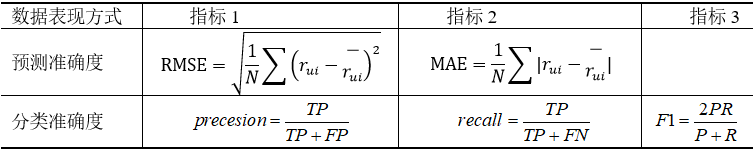 数据表现方式 指标 1 指标 2 指标 3
预测准确度 RMSE = √(1/N ∑ (r_ui − r̅_ui)²) MAE = 1/N ∑ |r_ui − r̅_ui|
分类准确度 precesion = TP/(TP + FP) recall = TP/(TP + FN) F1 = 2PR/(P + R)